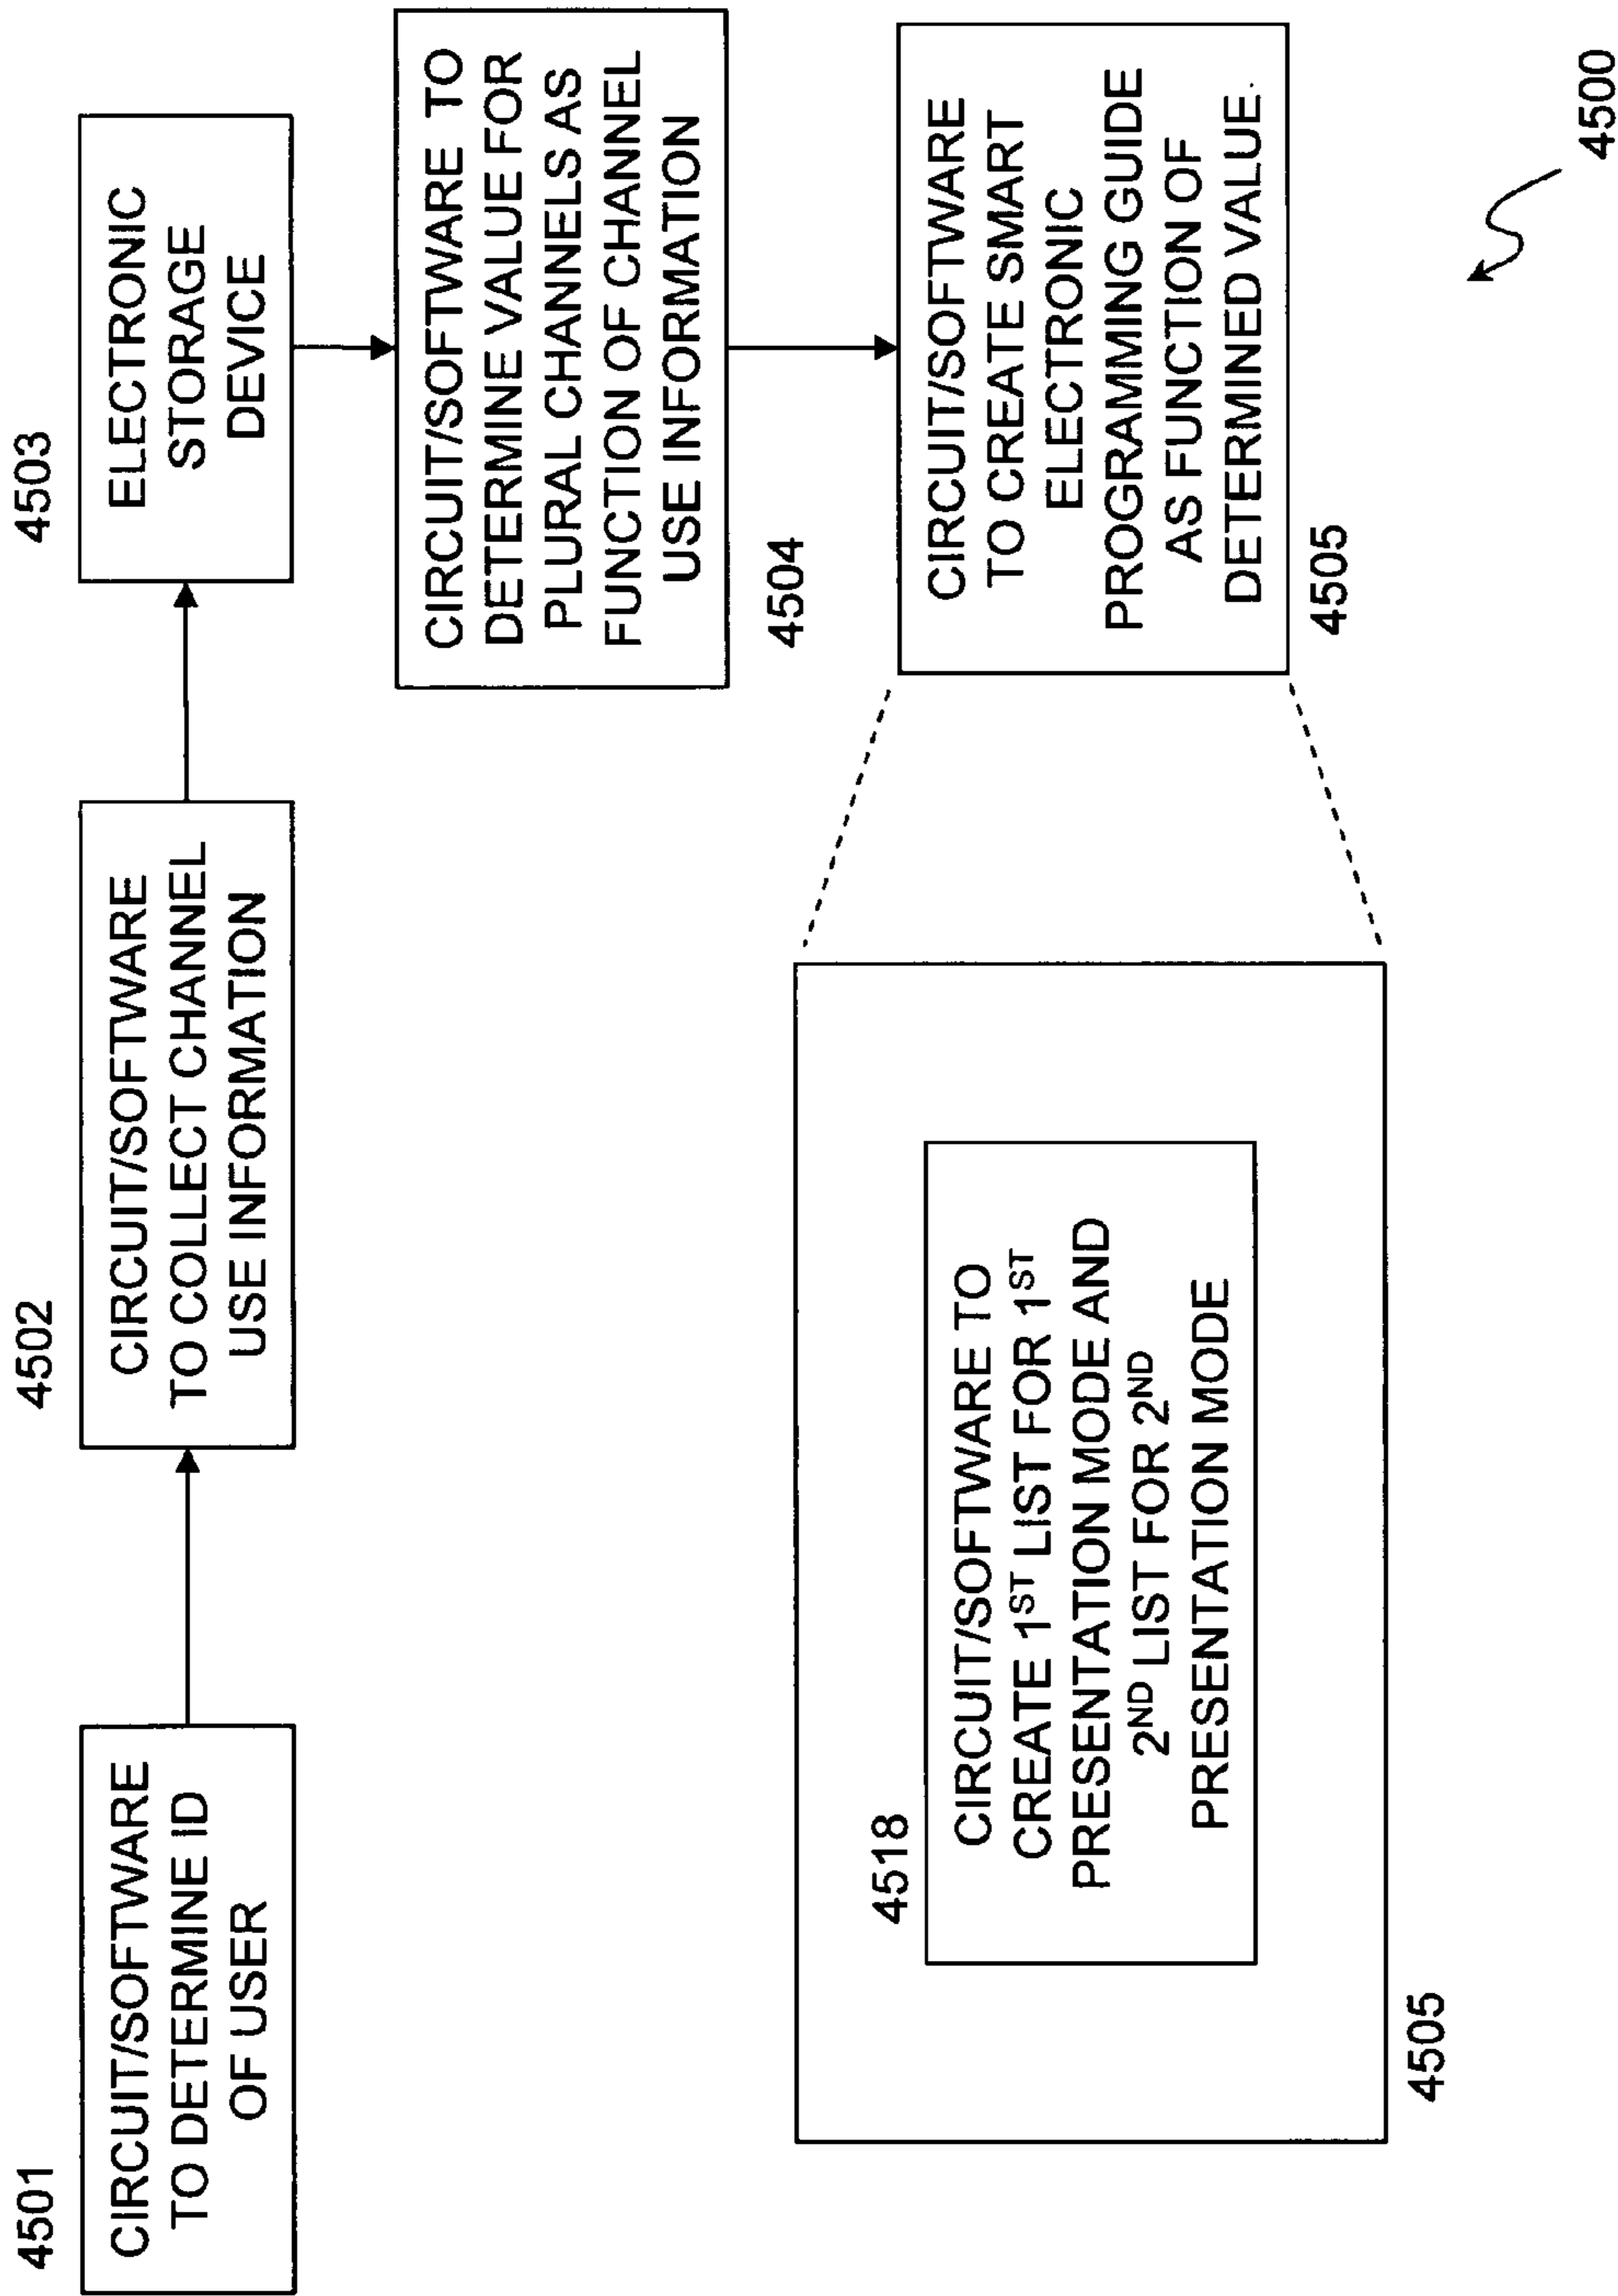 4501
CIRCUIT/SOFTWARE
TO DETERMINE ID
OF USER
4502
CIRCUIT/SOFTWARE
TO COLLECT CHANNEL
USE INFORMATION
4503
ELECTRONIC
STORAGE
DEVICE
CIRCUIT/SOFTWARE TO
DETERMINE VALUE FOR
PLURAL CHANNELS AS
FUNCTION OF CHANNEL
USE INFORMATION
4504
CIRCUIT/SOFTWARE
TO CREATE SMART
ELECTRONIC
PROGRAMMING GUIDE
AS FUNCTION OF
DETERMINED VALUE.
4505
4518
CIRCUIT/SOFTWARE TO
CREATE 1ST LIST FOR 1ST
PRESENTATION MODE AND
2ND LIST FOR 2ND
PRESENTATION MODE
4505
4500